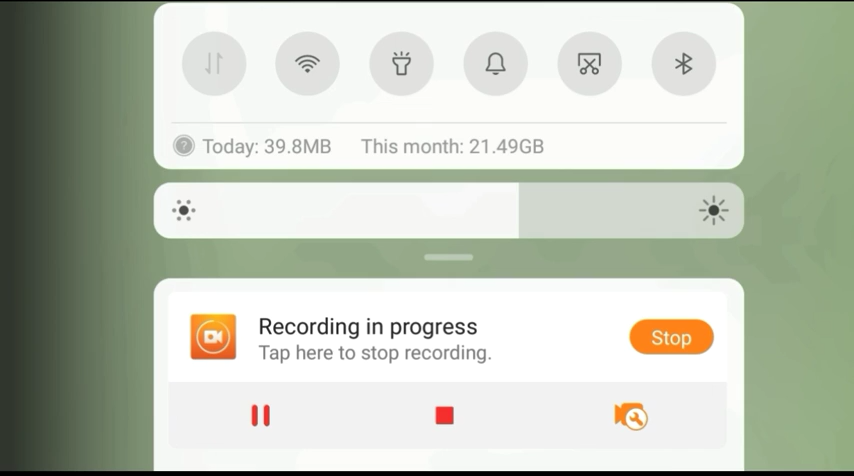 Today: 39.8MB This month: 21.49GB
Recording in progress
Tap here to stop recording.
Stop